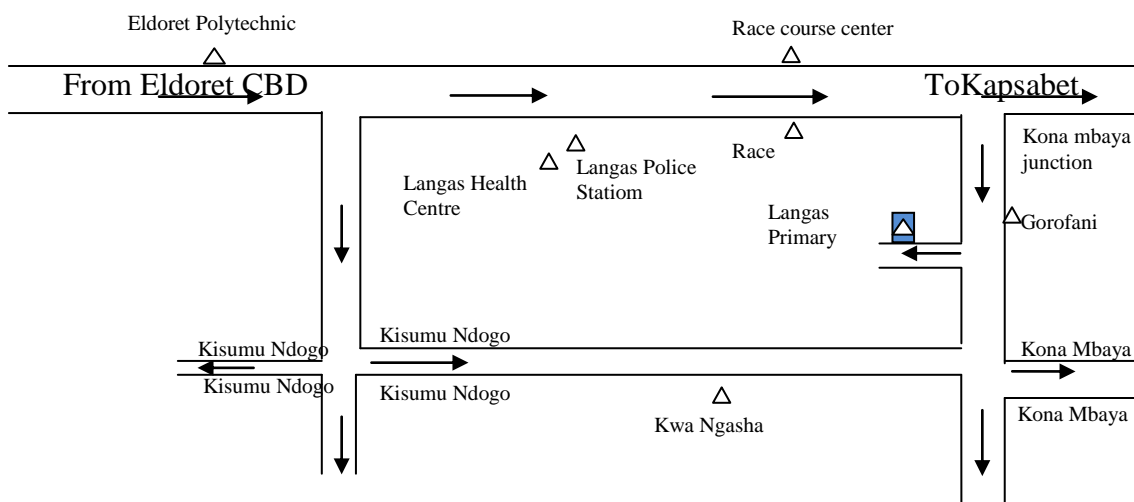 Eldoret Polytechnic
Race course center
From Eldoret CBD
ToKapsabet
Langas Health
Centre
Langas Police
Statiom
Race
Kona mbaya
junction
Langas
Primary
Gorofani
Kisumu Ndogo
Kisumu Ndogo
Kona Mbaya
Kisumu Ndogo
Kisumu Ndogo
Kwa Ngasha
Kona Mbaya